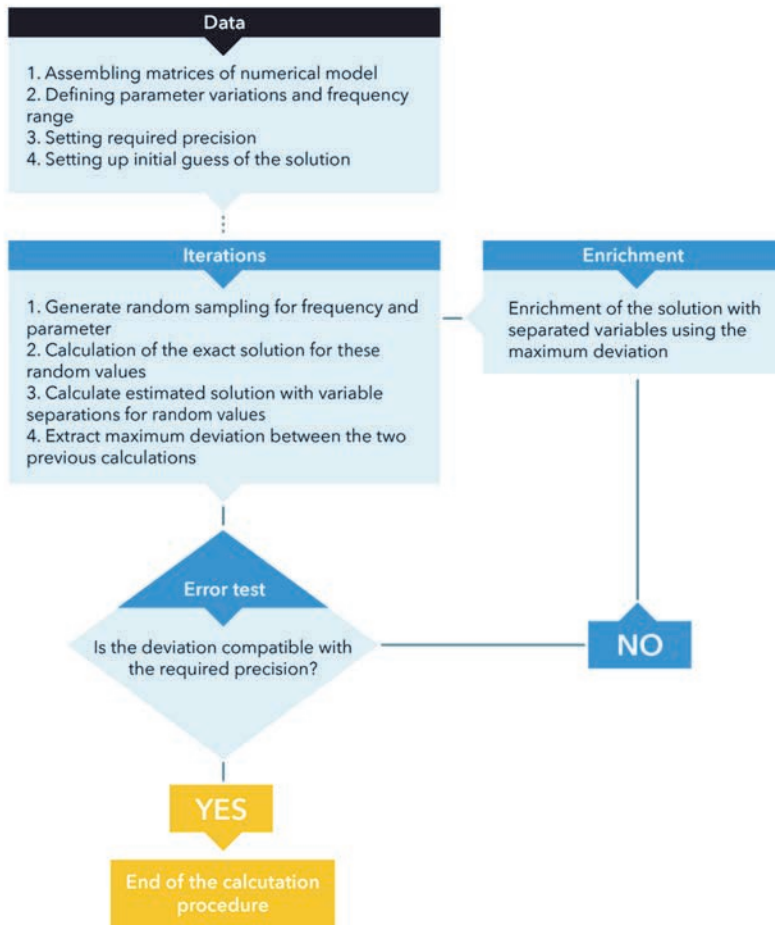 Data
1. Assembling matrices of numerical model
2. Defining parameter variations and frequency
range
3. Setting required precision
4. Setting up initial guess of the solution
Iterations
1. Generate random sampling for frequency and
parameter
2. Calculation of the exact solution for these
random values
3. Calculate estimated solution with variable
separations for random values
4. Extract maximum deviation between the two
previous calculations
Enrichment
Enrichment of the solution with
separated variables using the
maximum deviation
Error test
Is the deviation compatible with
the required precision?
NO
YES
End of the calcutation
procedure